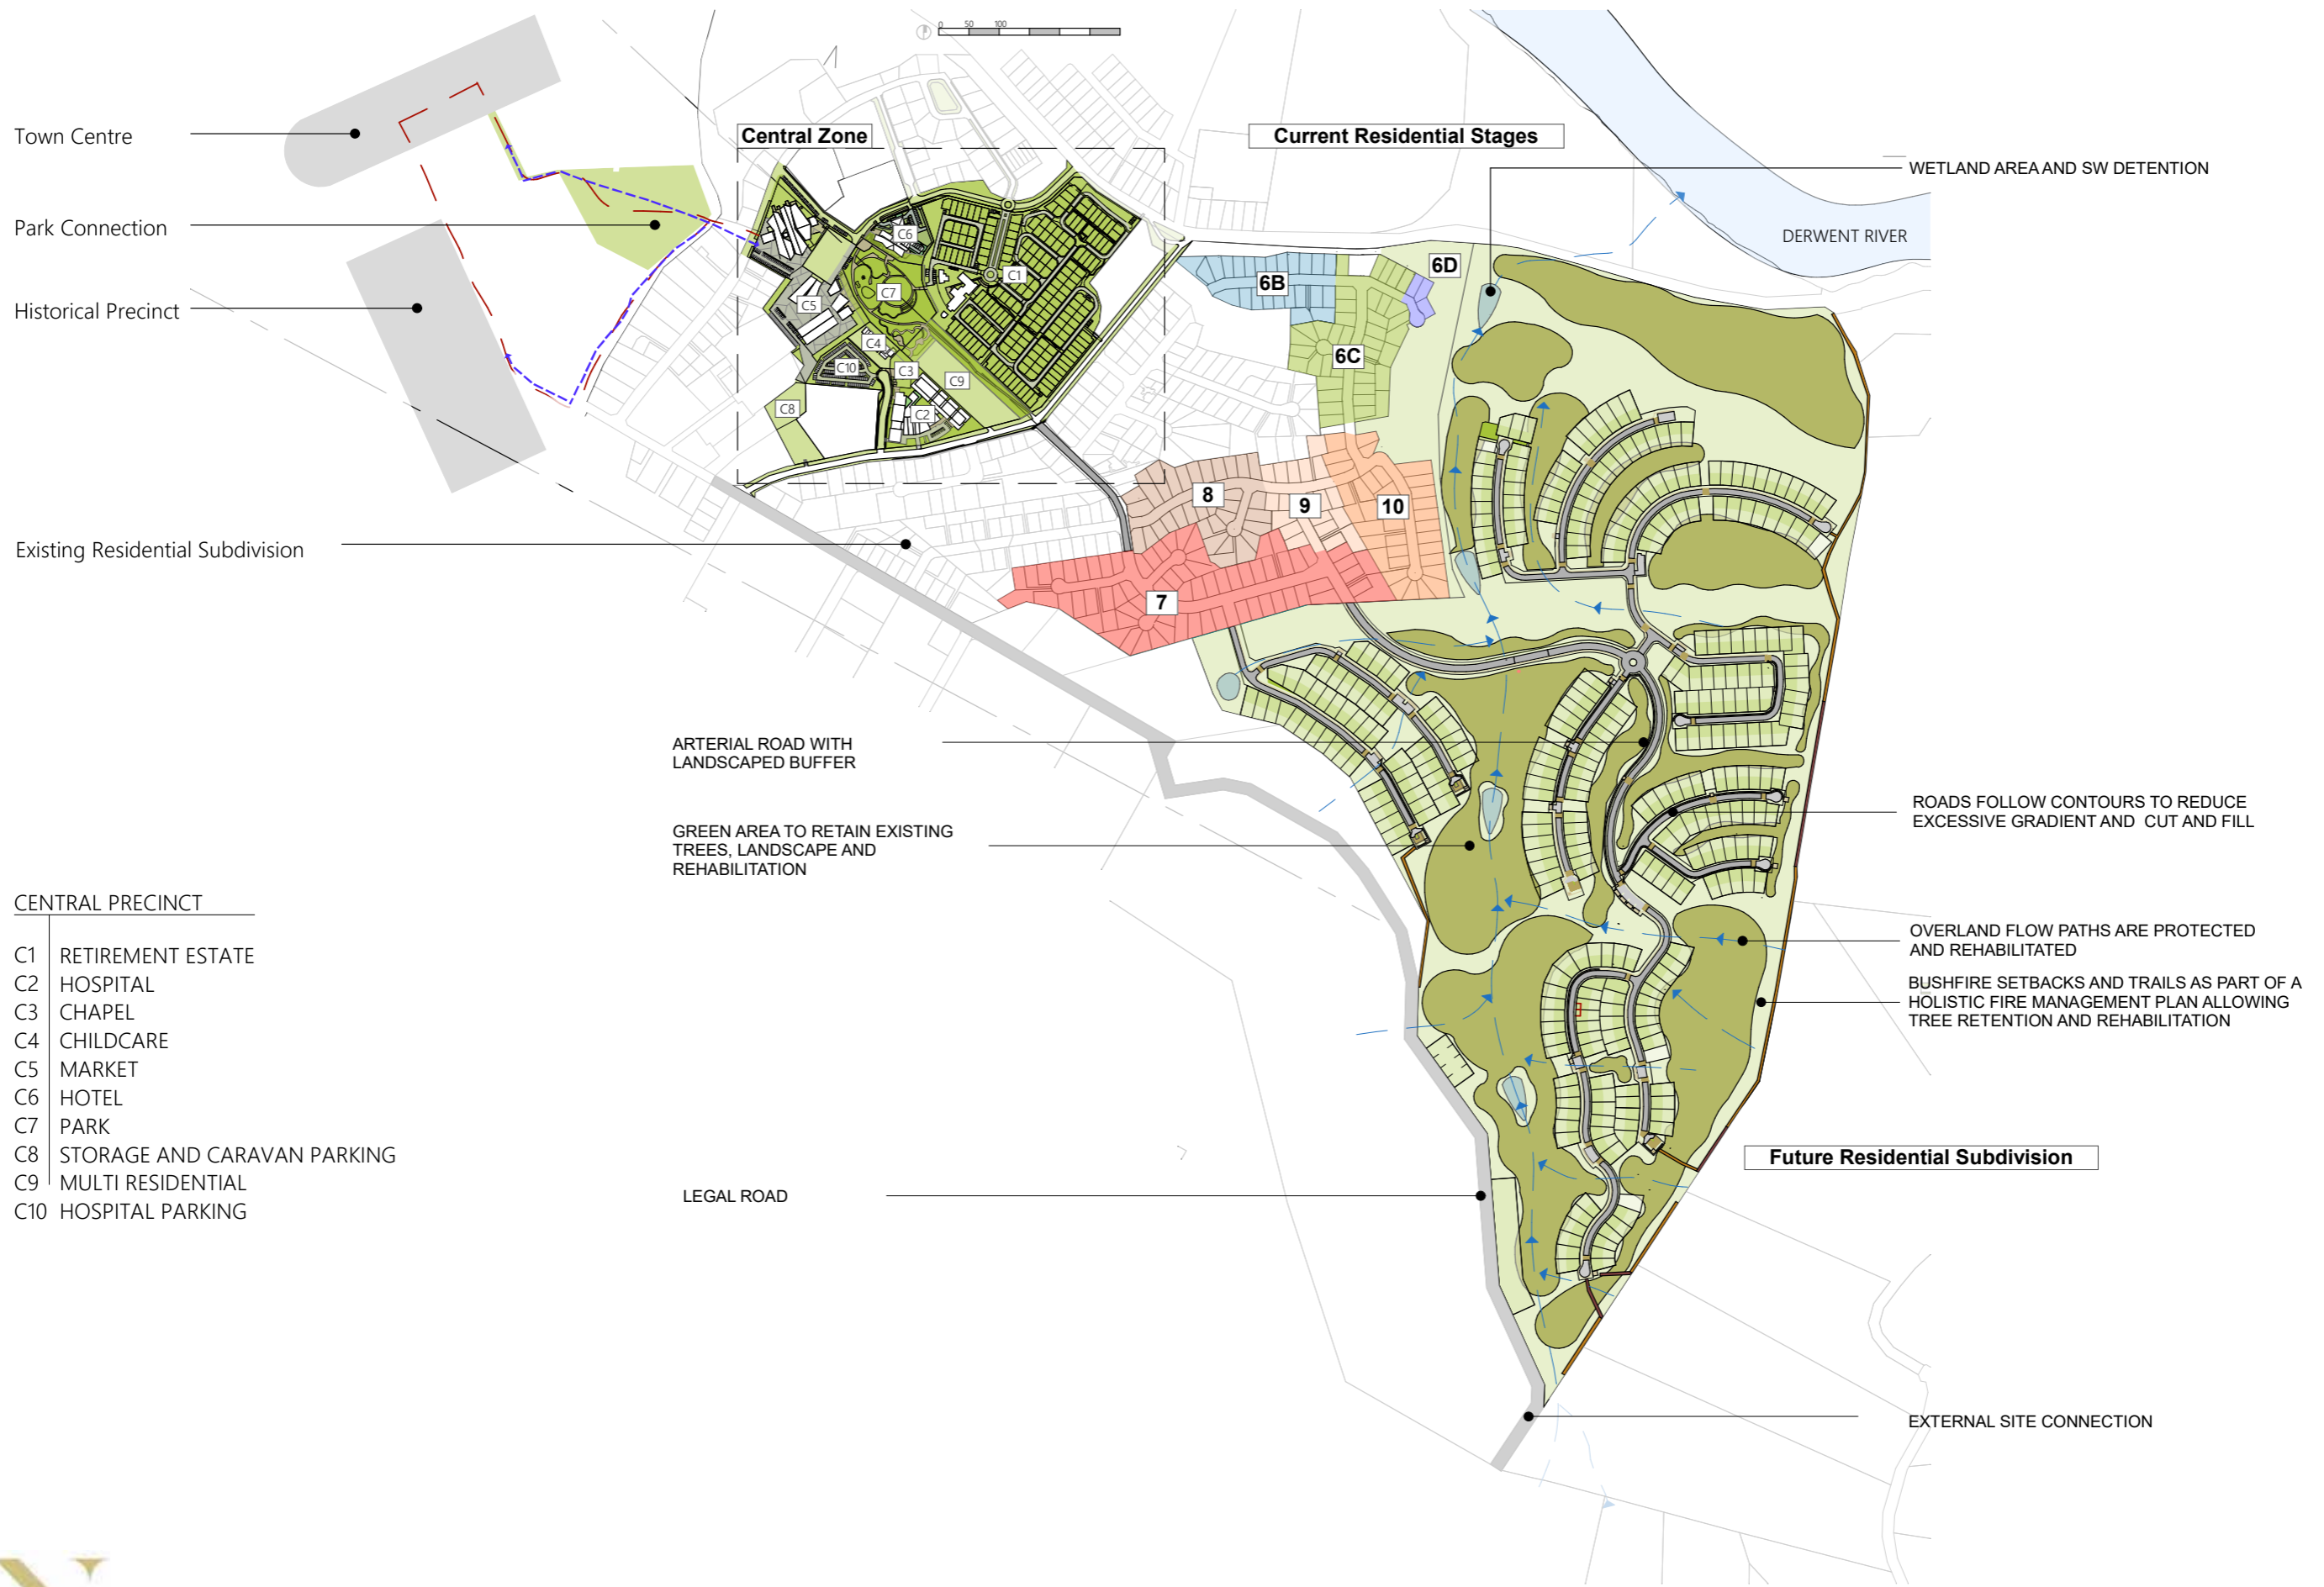 0 50 100
Central Zone
Current Residential Stages
Town Centre
Park Connection
Historical Precinct
Existing Residential Subdivision
WETLAND AREA AND SW DETENTION
DERWENT RIVER
C6
C1
C7
C5
C4
C10
C3
C9
C8
C2
6B
6D
6C
8
9
10
7
ARTERIAL ROAD WITH
LANDSCAPED BUFFER
GREEN AREA TO RETAIN EXISTING
TREES, LANDSCAPE AND
REHABILITATION
ROADS FOLLOW CONTOURS TO REDUCE
EXCESSIVE GRADIENT AND CUT AND FILL
OVERLAND FLOW PATHS ARE PROTECTED
AND REHABILITATED
BUSHFIRE SETBACKS AND TRAILS AS PART OF A
HOLISTIC FIRE MANAGEMENT PLAN ALLOWING
TREE RETENTION AND REHABILITATION
CENTRAL PRECINCT
C1 RETIREMENT ESTATE
C2 HOSPITAL
C3 CHAPEL
C4 CHILDCARE
C5 MARKET
C6 HOTEL
C7 PARK
C8 STORAGE AND CARAVAN PARKING
C9 MULTI RESIDENTIAL
C10 HOSPITAL PARKING
Future Residential Subdivision
LEGAL ROAD
EXTERNAL SITE CONNECTION